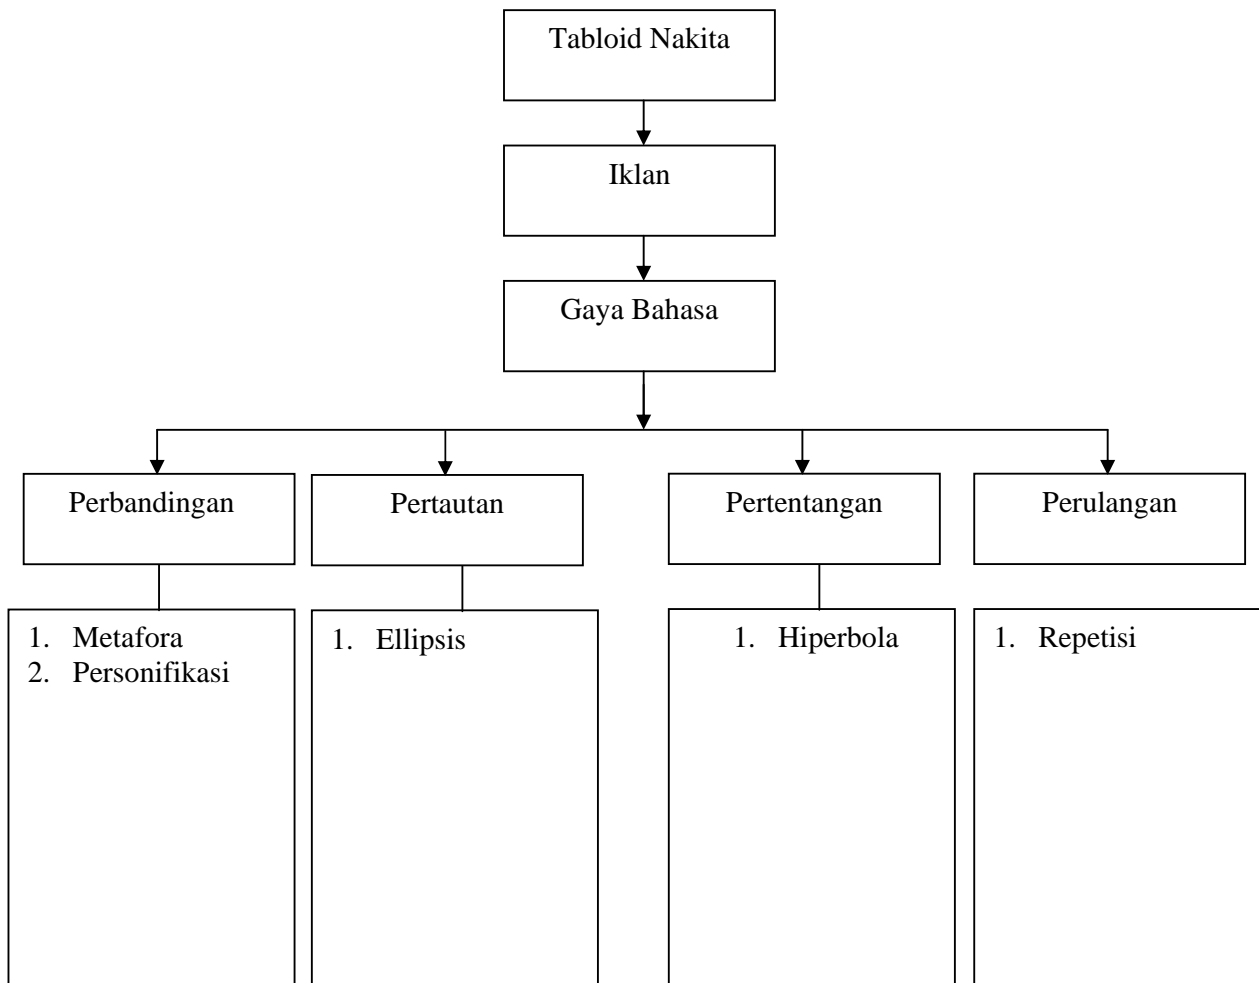 Tabloid Nakita
Iklan
Gaya Bahasa
Perbandingan
Pertautan
Pertentangan
Perulangan
1. Metafora
2. Personifikasi
1. Ellipsis
1. Hiperbola
1. Repetisi